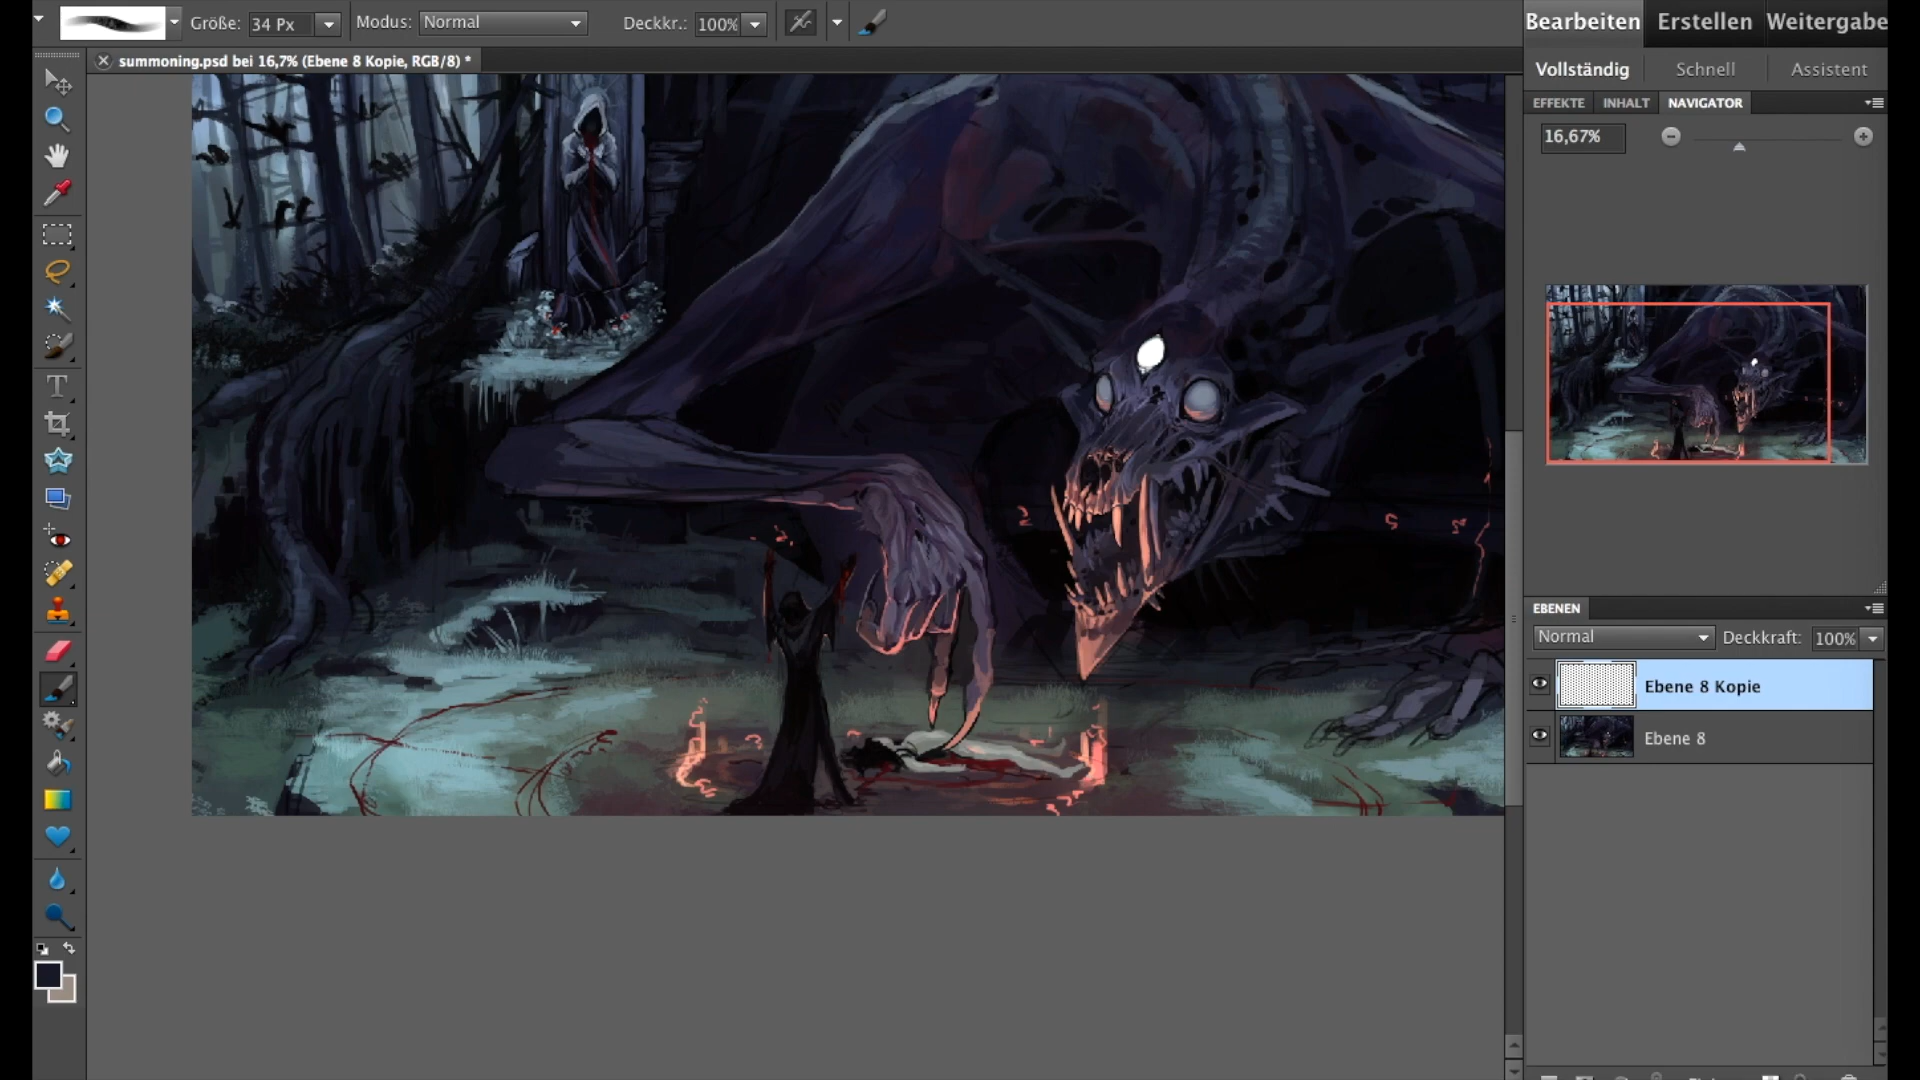 Größe: 34 Px Modus: Normal Deckkr.: 100%
Bearbeiten Erstellen Weitergabe
summoning.psd bei 16,7% (Ebene 8 Kopie, RGB/8) *
Vollständig Schnell Assistent
EFFEKTE INHALT NAVIGATOR
16,67%
EBENEN
Normal Deckkraft: 100%
Ebene 8 Kopie
Ebene 8